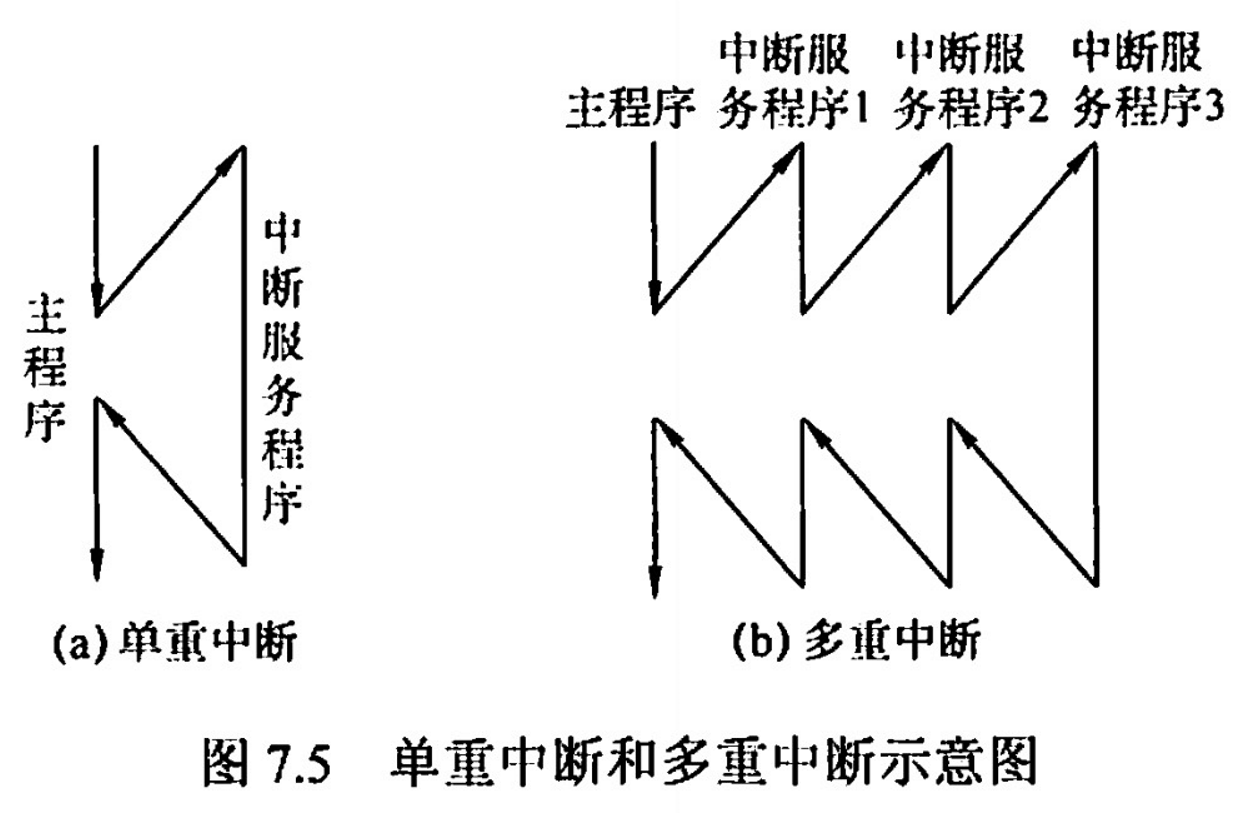 中断服 中断服 中断服
主程序 务程序1 务程序2 务程序3
主程序
中断服务程序
(a) 单重中断
(b) 多重中断
图 7.5 单重中断和多重中断示意图